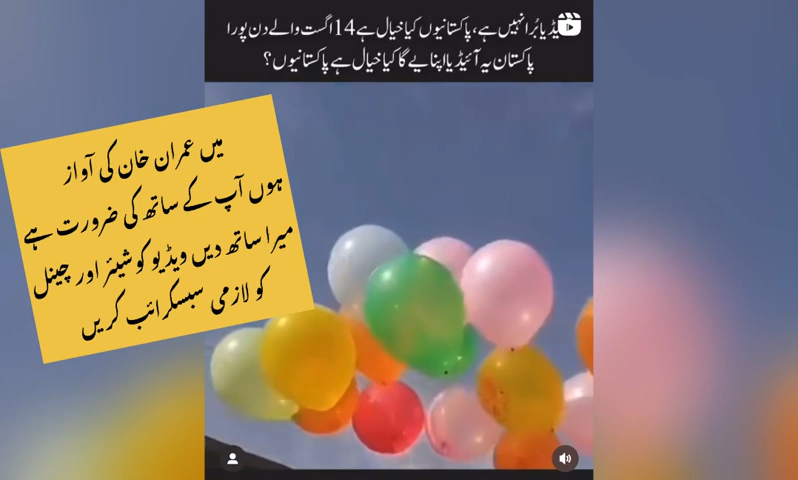 یڈیا بُرا نہیں ہے، پاکستانیوں کیا خیال ہے 14 اگست والے دن پورا
پاکستان یہ آئیڈیا اپنایے گا کیا خیال ہے پاکستانیوں؟
میں عمران خان کی آواز
ہوں آپ کے ساتھ کی ضرورت ہے
میرا ساتھ دیں ویڈیو کو شیئر اور چینل
کو لازمی سبسکرائب کریں